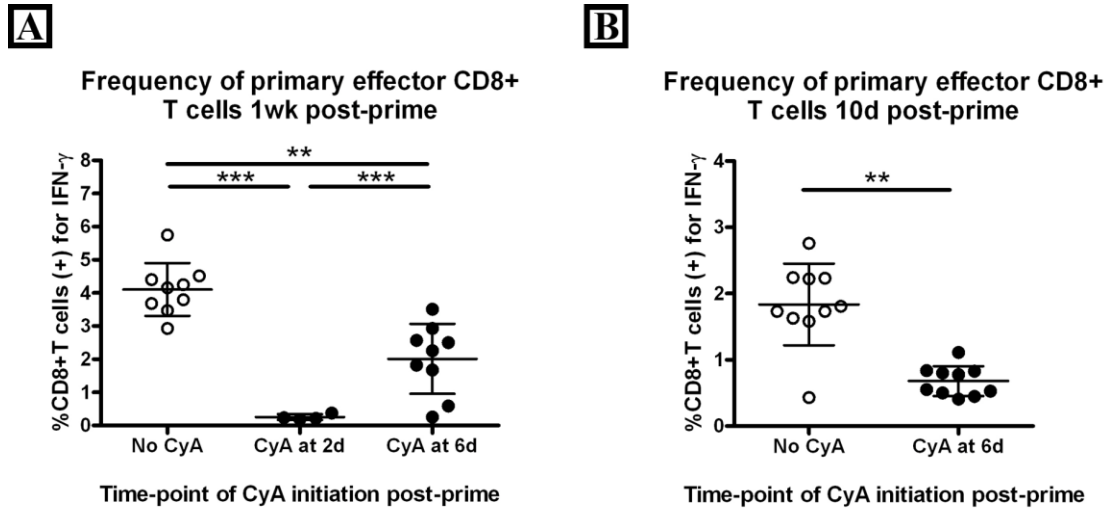 A
Frequency of primary effector CD8+
T cells 1wk post-prime
%CD8+T cells (+) for IFN-γ
8
7
6
5
4
3
2
1
0
**
***
***
No CyA
CyA at 2d
CyA at 6d
Time-point of CyA initiation post-prime
B
Frequency of primary effector CD8+
T cells 10d post-prime
%CD8+T cells (+) for IFN-γ
4
3
2
1
0
**
No CyA
CyA at 6d
Time-point of CyA initiation post-prime